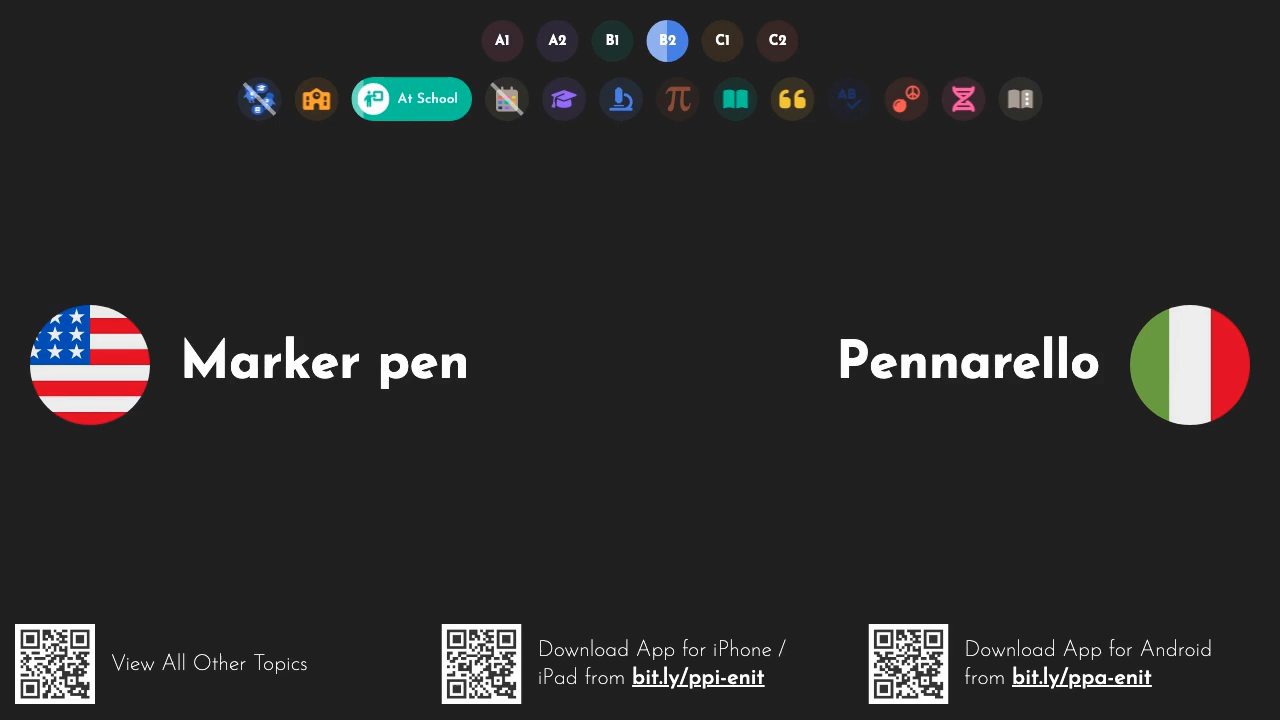 A1 A2 B1 B2 C1 C2
At School
Marker pen
Pennarello
View All Other Topics
Download App for iPhone /
iPad from bit.ly/ppi-enit
Download App for Android
from bit.ly/ppa-enit